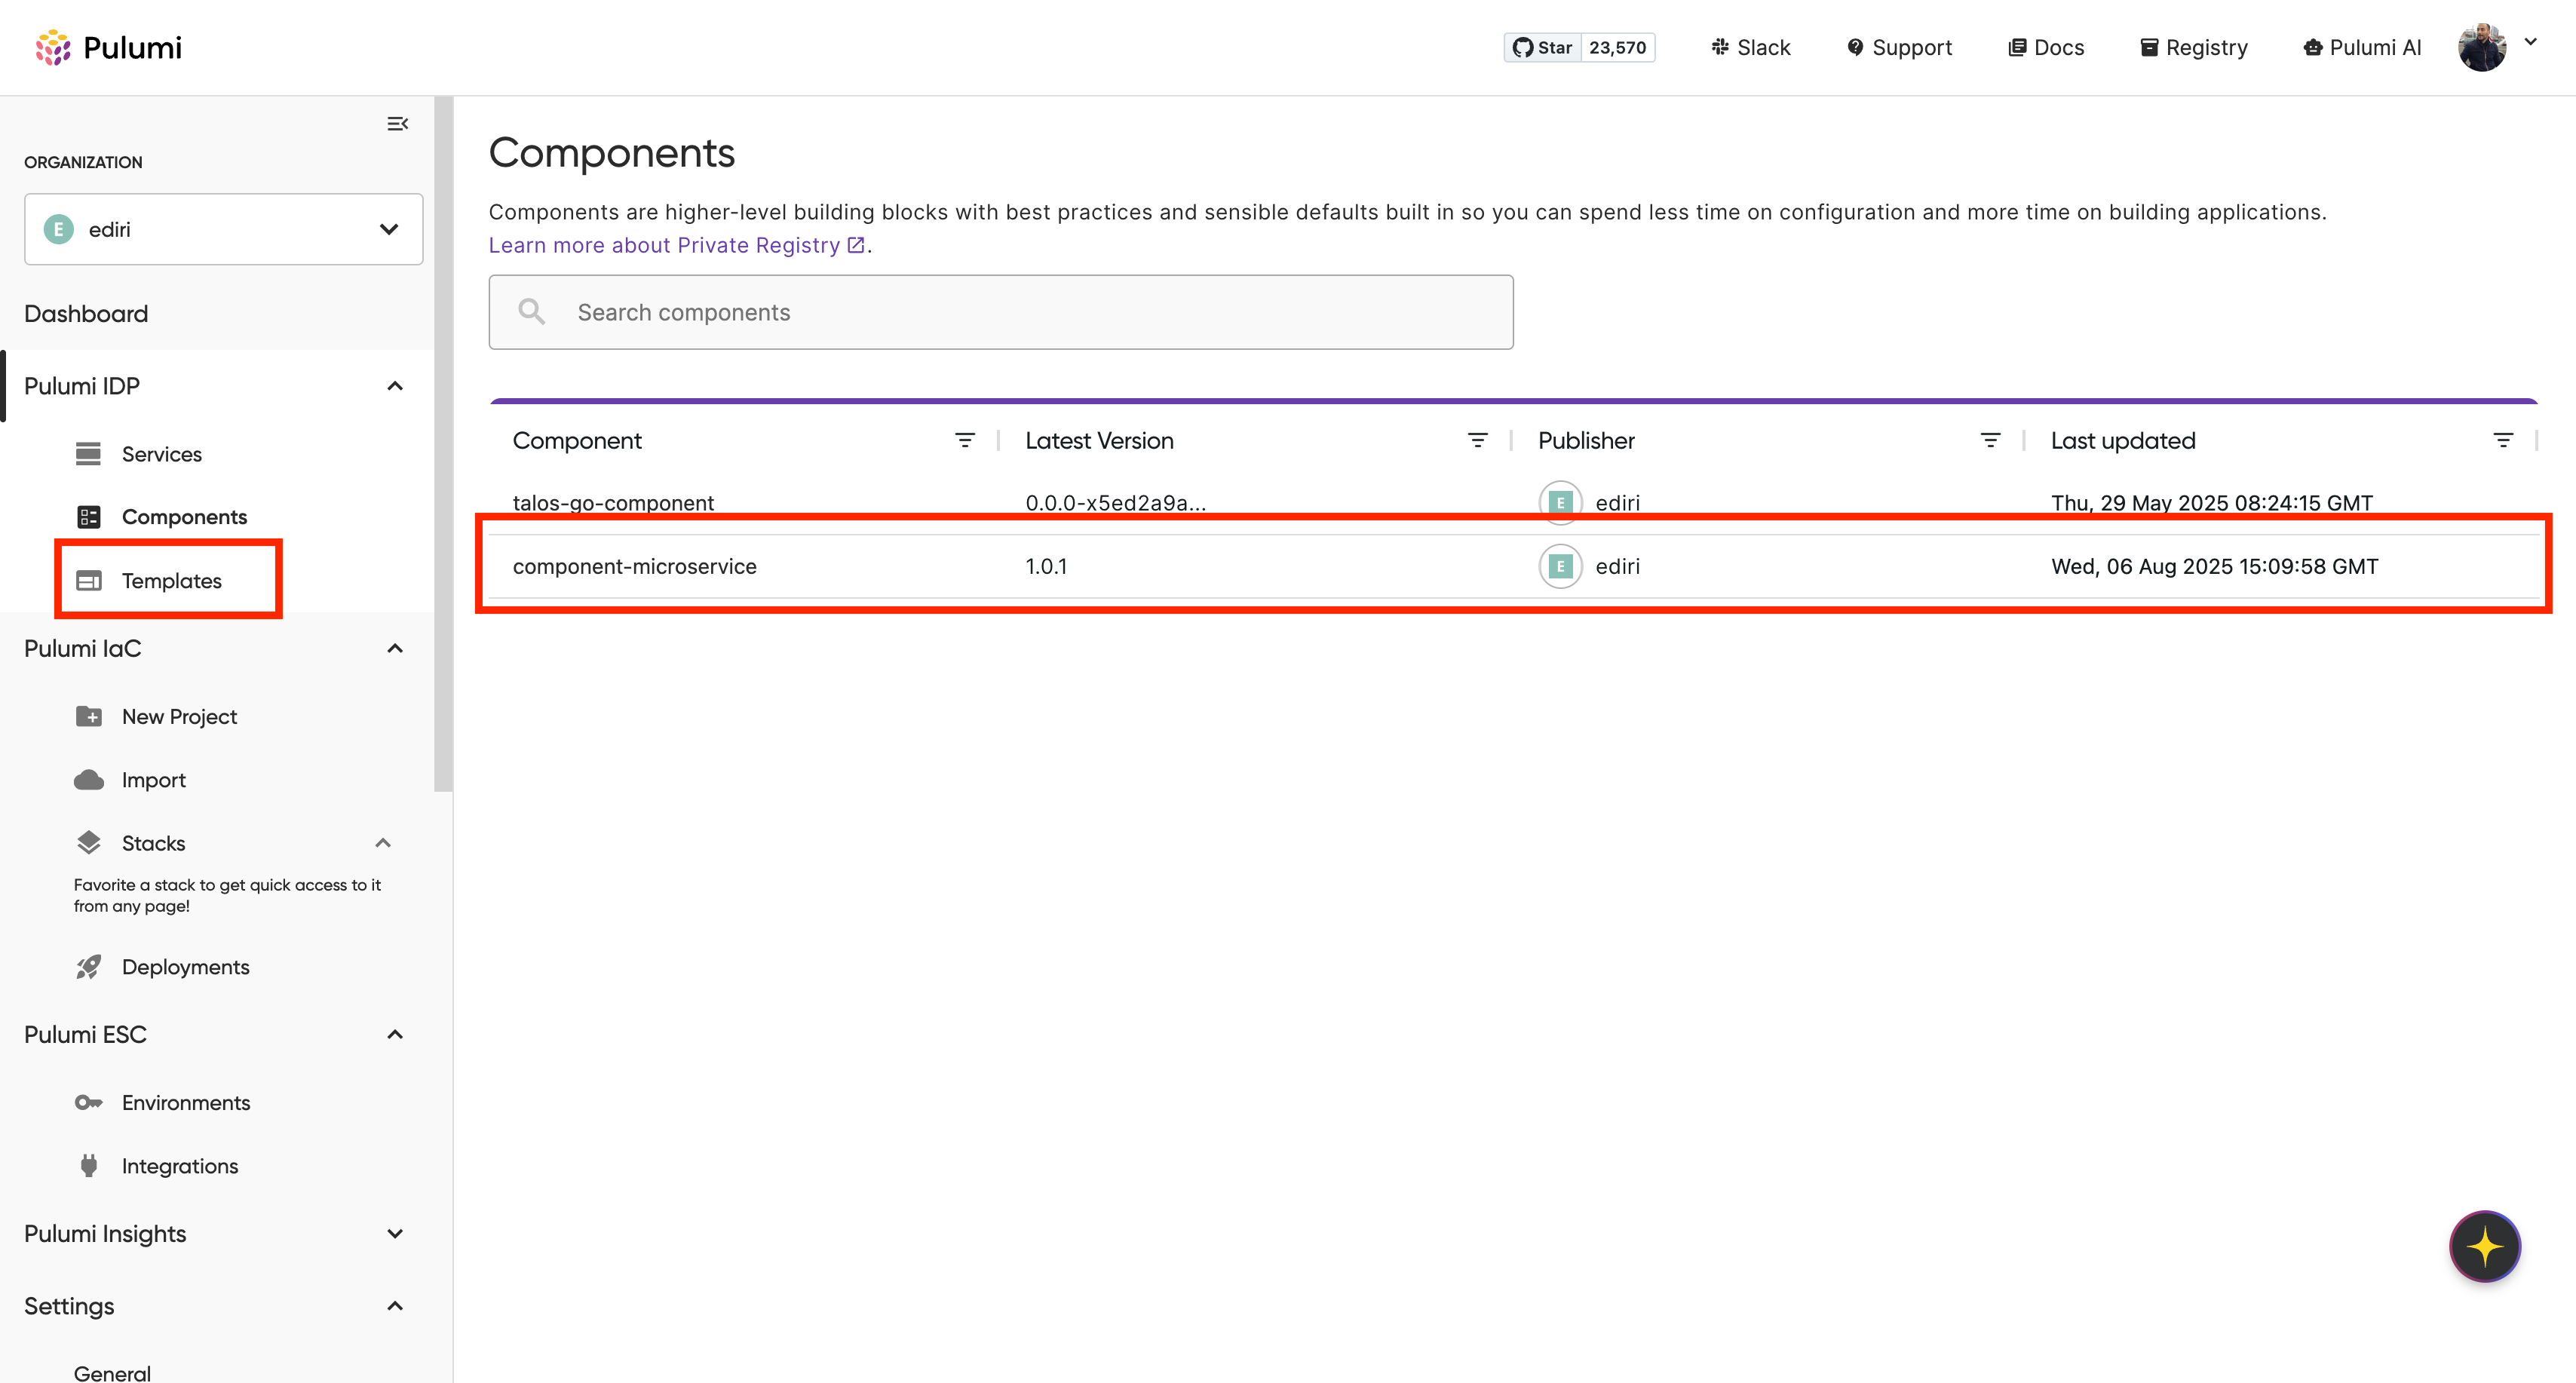 Pulumi
Star 23,570
Slack
Support
Docs
Registry
Pulumi AI
ORGANIZATION
E ediri
Dashboard
Pulumi IDP
Services
Components
Templates
Pulumi IaC
New Project
Import
Stacks
Favorite a stack to get quick access to it
from any page!
Deployments
Pulumi ESC
Environments
Integrations
Pulumi Insights
Settings
General
Components
Components are higher-level building blocks with best practices and sensible defaults built in so you can spend less time on configuration and more time on building applications.
Learn more about Private Registry .
Search components
Component Latest Version Publisher Last updated
talos-go-component 0.0.0-x5ed2a9a... E ediri Thu, 29 May 2025 08:24:15 GMT
component-microservice 1.0.1 E ediri Wed, 06 Aug 2025 15:09:58 GMT